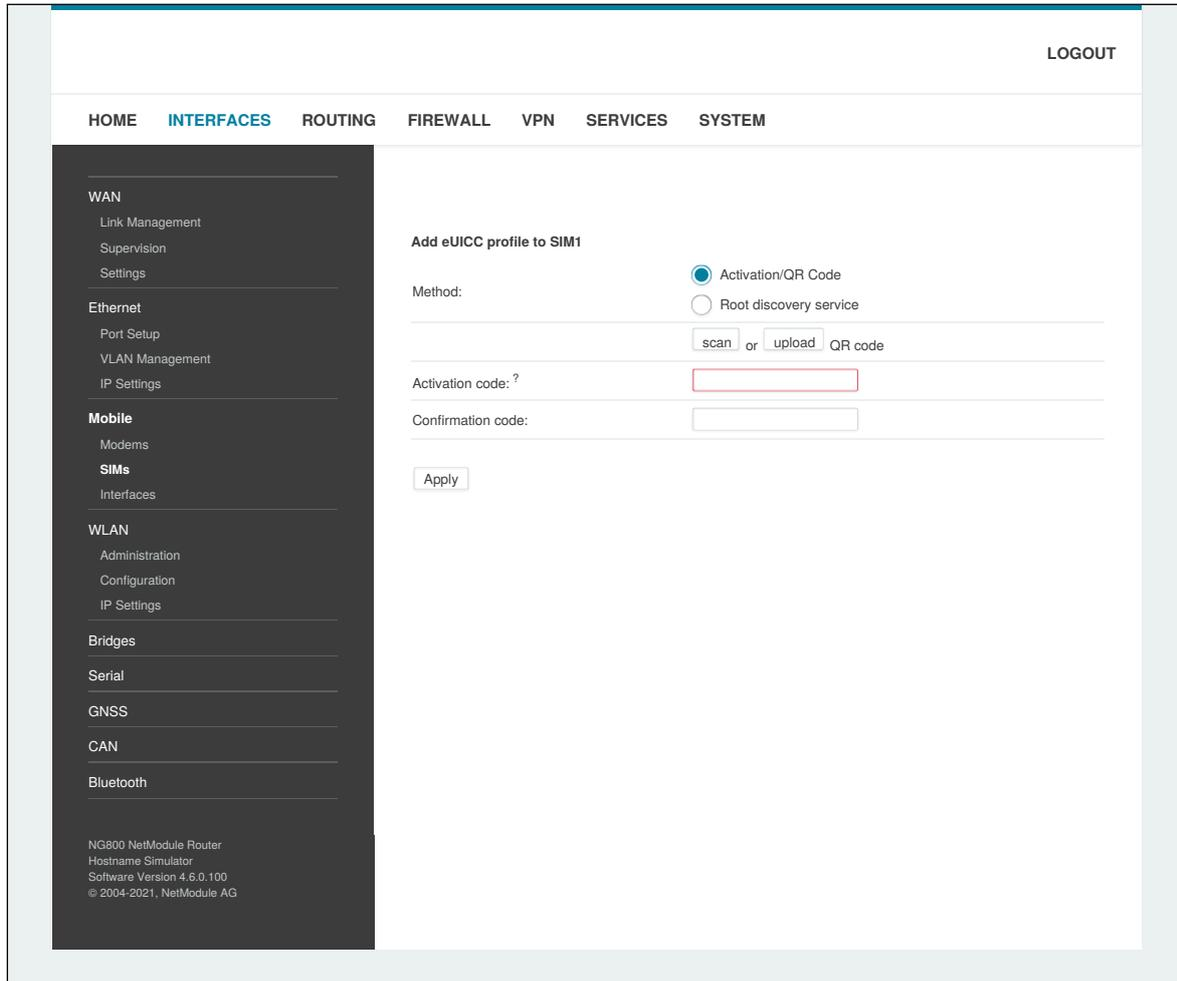 LOGOUT
HOME INTERFACES ROUTING FIREWALL VPN SERVICES SYSTEM
WAN
Link Management
Supervision
Settings
Ethernet
Port Setup
VLAN Management
IP Settings
Mobile
Modems
SIMs
Interfaces
WLAN
Administration
Configuration
IP Settings
Bridges
Serial
GNSS
CAN
Bluetooth
NG800 NetModule Router
Hostname Simulator
Software Version 4.6.0.100
© 2004-2021, NetModule AG
Add eUICC profile to SIM1
Method:
Activation/QR Code
Root discovery service
scan or upload QR code
Activation code: ?
Confirmation code:
Apply